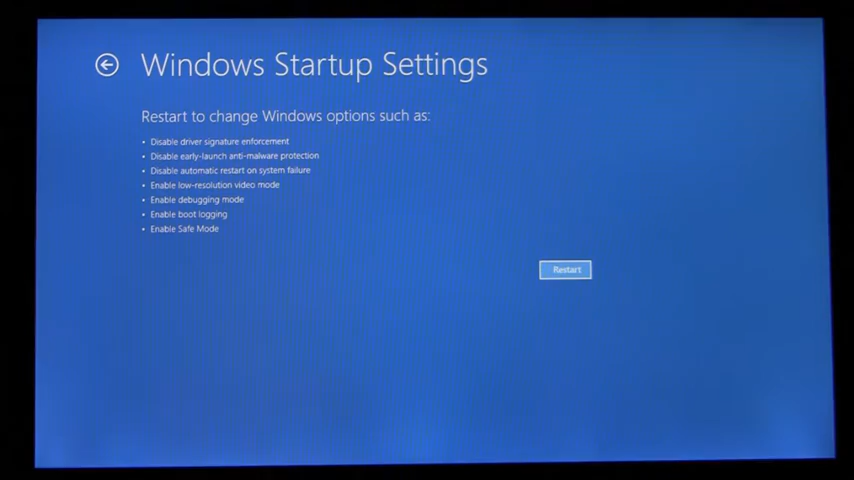 Windows Startup Settings
Restart to change Windows options such as:
• Disable driver signature enforcement
• Disable early-launch anti-malware protection
• Disable automatic restart on system failure
• Enable low-resolution video mode
• Enable debugging mode
• Enable boot logging
• Enable Safe Mode
Restart